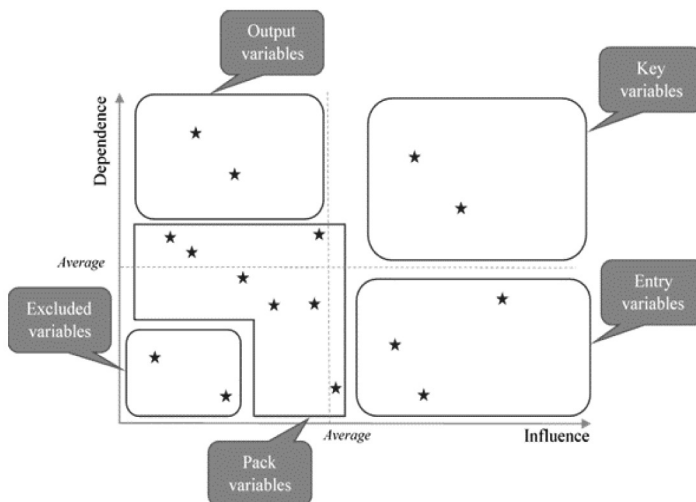 Output
variables
Key
variables
Dependence
Average
Excluded
variables
Entry
variables
Average
Influence
Pack
variables